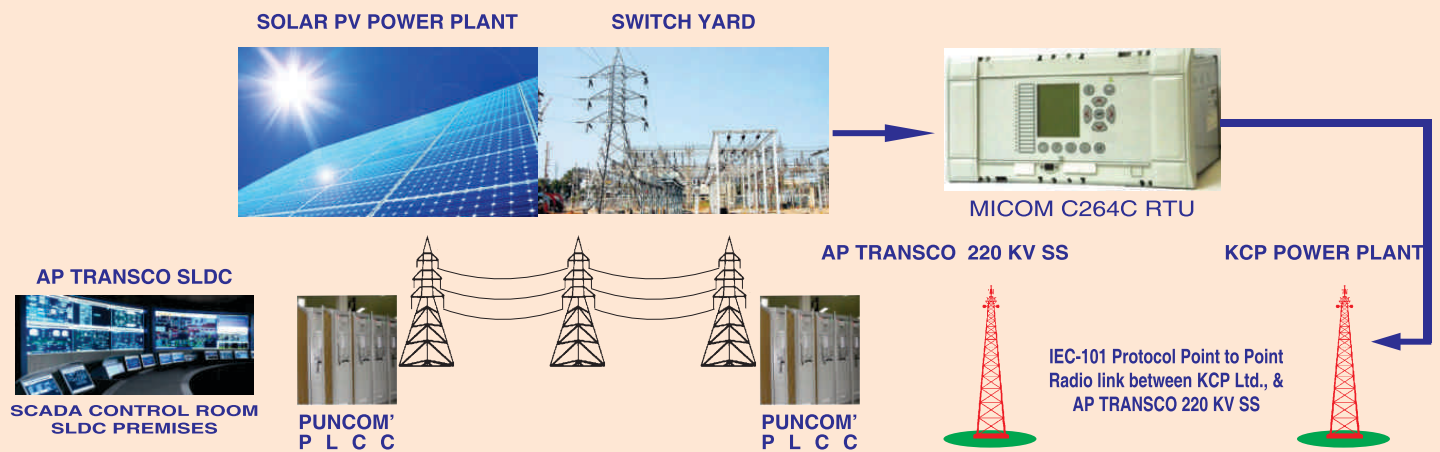 SOLAR PV POWER PLANT
SWITCH YARD
MICOM C264C RTU
AP TRANSCO 220 KV SS
KCP POWER PLANT
AP TRANSCO SLDC
IEC-101 Protocol Point to Point
Radio link between KCP Ltd., &
AP TRANSCO 220 KV SS
SCADA CONTROL ROOM
SLDC PREMISES
PUNCOM'
P L C C
PUNCOM'
P L C C